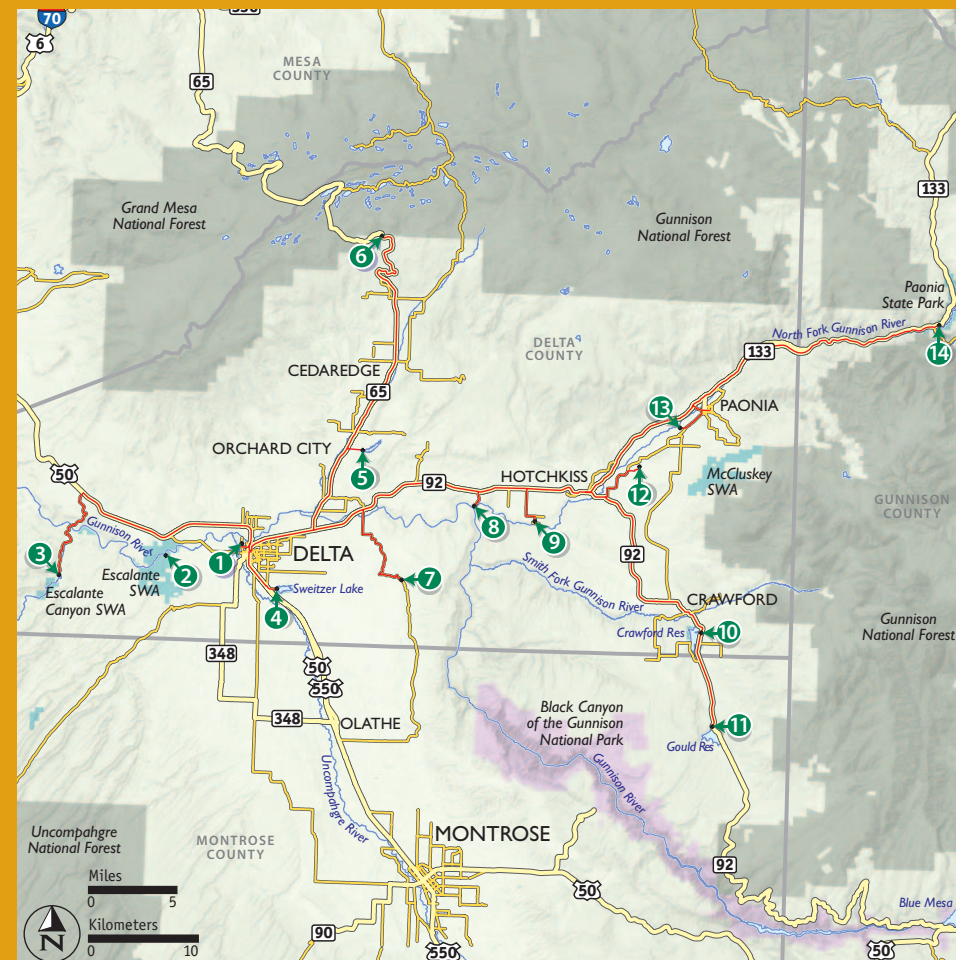 70
6
65
MESA
COUNTY
133
Grand Mesa
National Forest
Gunnison
National Forest
6
Paonia
State Park
North Fork Gunnison River
14
DELTA
COUNTY
133
CEDAREDGE
65
13
PAONIA
ORCHARD CITY
5
HOTCHKISS
12
McCluskey
SWA
50
92
GUNNISON
COUNTY
Gunnison River
8
9
3
1
DELTA
92
2
Escalante
SWA
7
Smith Fork Gunnison River
Escalante
Canyon SWA
4
Sweitzer Lake
CRAWFORD
Crawford Res
10
Gunnison
National Forest
348
50
550
348
OLATHE
Black Canyon
of the Gunnison
National Park
11
Gould Res
Gunnison River
Uncompahgre River
Uncompahgre
National Forest
MONTROSE
COUNTY
MONTROSE
92
Miles
0 5
50
Blue Mesa
Kilometers
0 10
N
90
550
50